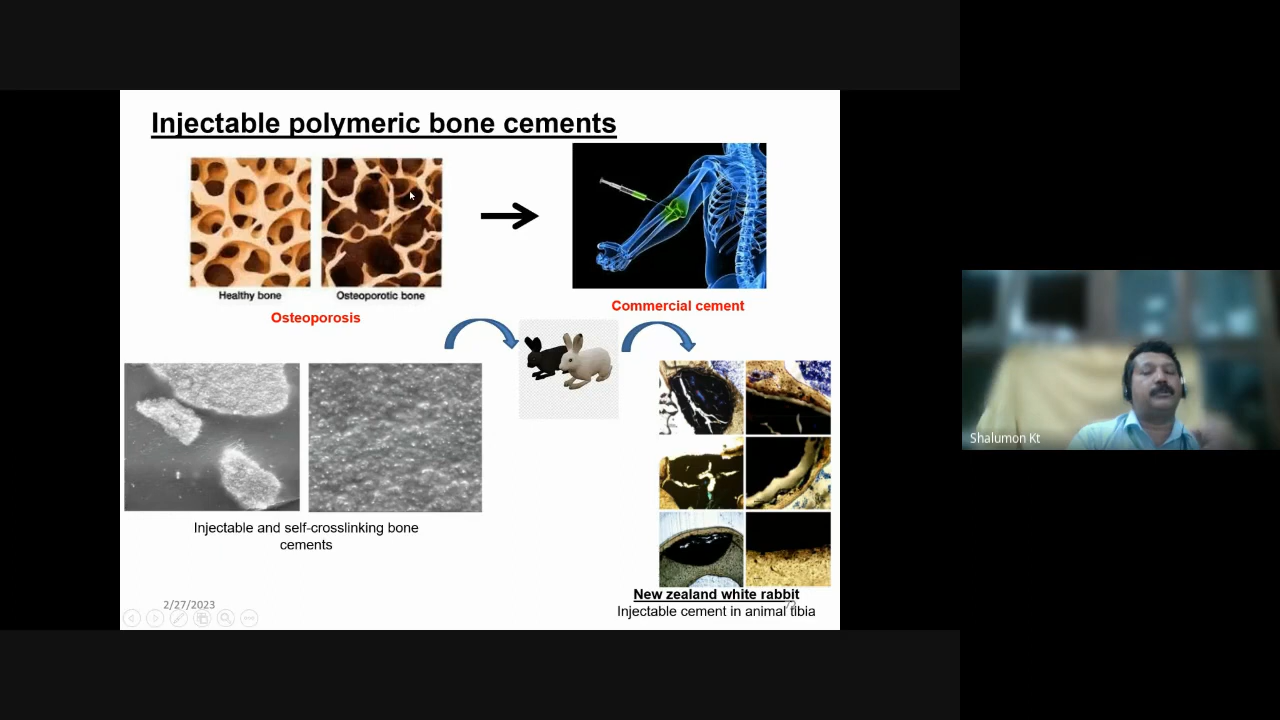 Injectable polymeric bone cements
Healthy bone
Osteoporotic bone
Osteoporosis
Commercial cement
Injectable and self-crosslinking bone
cements
New zealand white rabbit
Injectable cement in animal tibia
2/27/2023
Shalumon Kt